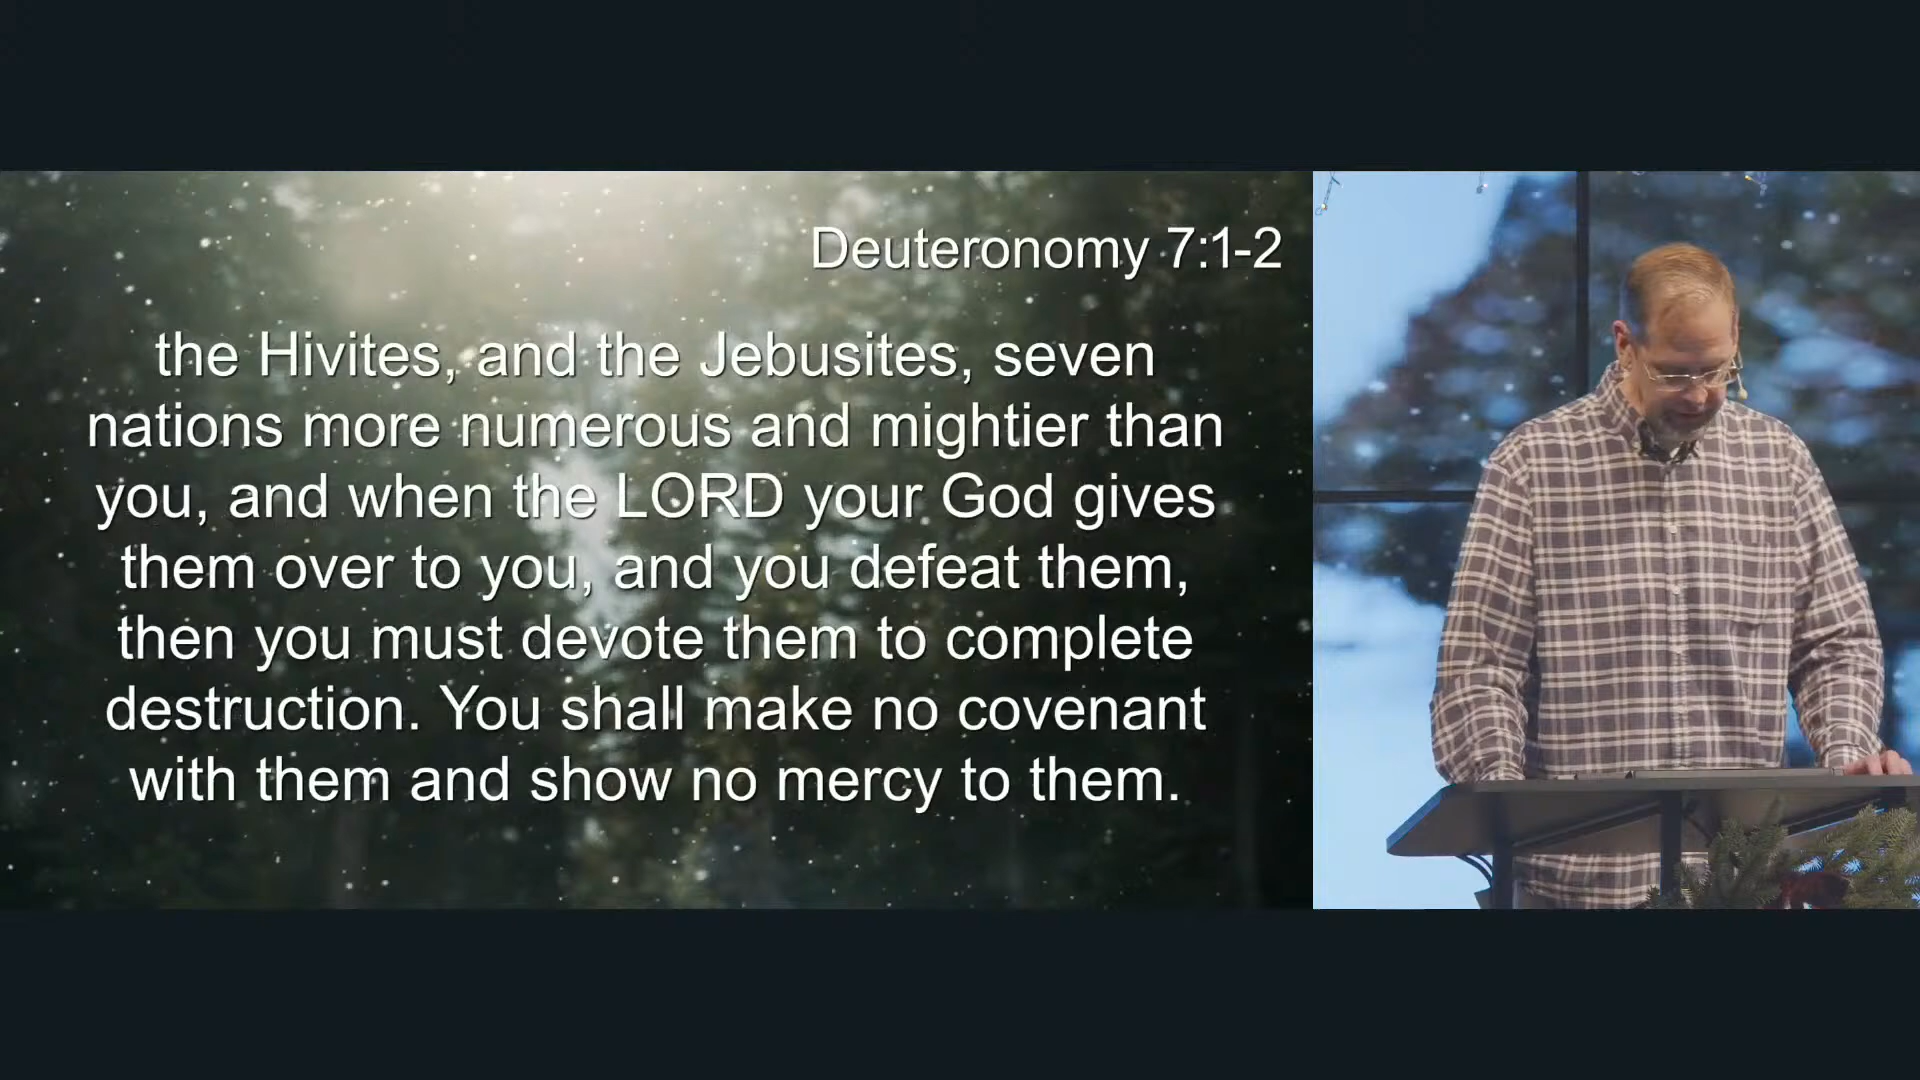 Deuteronomy 7:1-2
the Hivites, and the Jebusites, seven
nations more numerous and mightier than
you, and when the LORD your God gives
them over to you, and you defeat them,
then you must devote them to complete
destruction. You shall make no covenant
with them and show no mercy to them.